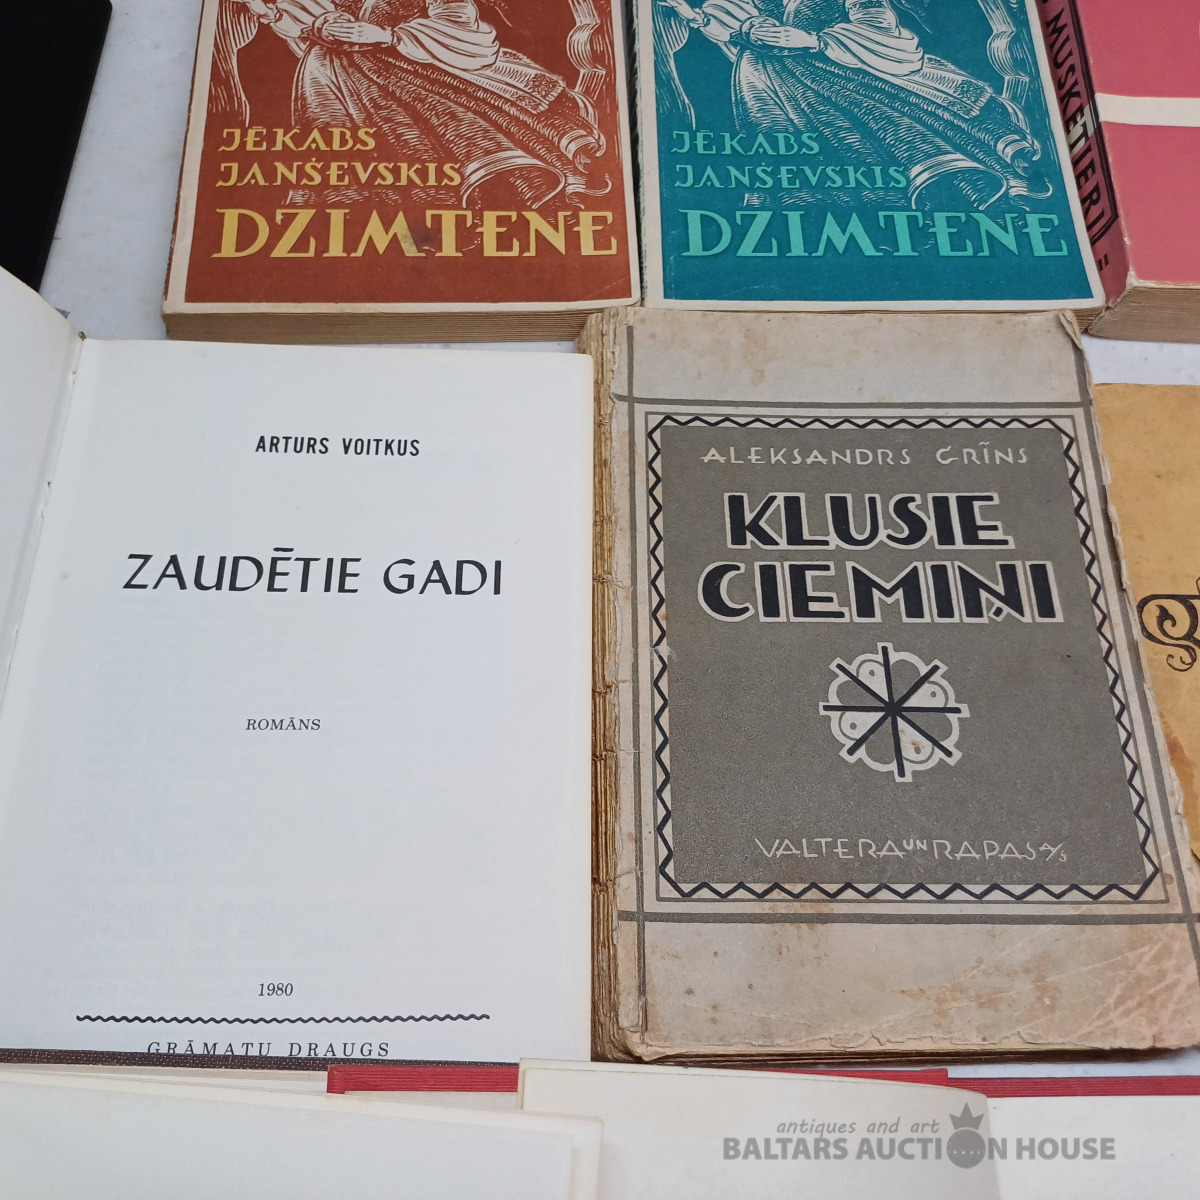 JĒKABS
JANŠEVSKIS
DZIMTENE
JĒKABS
JANŠEVSKIS
DZIMTENE
MUSKETIERI
ARTURS VOITKUS
ZAUDĒTIE GADI
ROMĀNS
1980
GRĀMATU DRAUGS
ALEKSANDRS GRĪNS
KLUSIE
CIEMIŅI
VALTERA UN RAPAS A/S
antiques and art
BALTARS AUCTION HOUSE